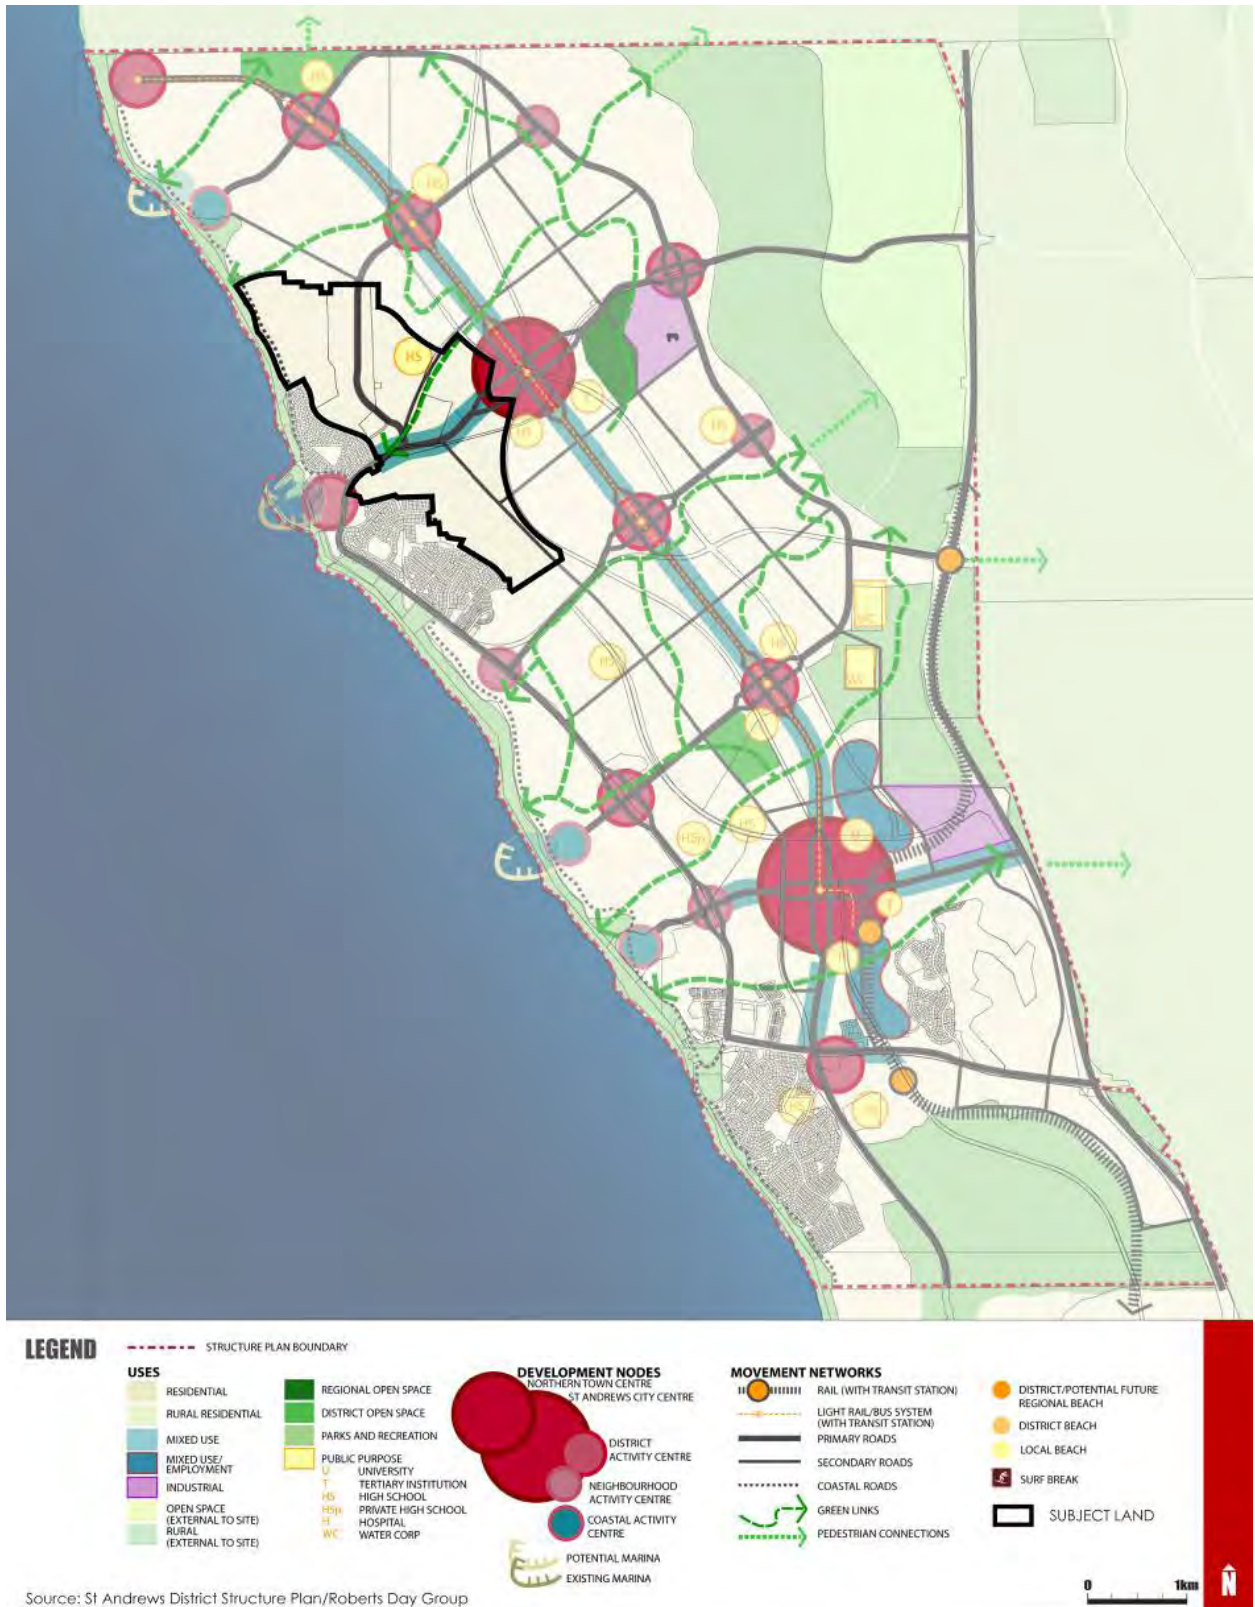 HS
HS
HS
HS
HS
HS
HS
WC
HS
HSp
HS
H
T
LEGEND
STRUCTURE PLAN BOUNDARY
USES
RESIDENTIAL
RURAL RESIDENTIAL
MIXED USE
MIXED USE/
EMPLOYMENT
INDUSTRIAL
OPEN SPACE
(EXTERNAL TO SITE)
RURAL
(EXTERNAL TO SITE)
REGIONAL OPEN SPACE
DISTRICT OPEN SPACE
PARKS AND RECREATION
PUBLIC PURPOSE
U UNIVERSITY
T TERTIARY INSTITUTION
HS HIGH SCHOOL
HSp PRIVATE HIGH SCHOOL
H HOSPITAL
WC WATER CORP
DEVELOPMENT NODES
NORTHERN TOWN CENTRE
ST ANDREWS CITY CENTRE
DISTRICT
ACTIVITY CENTRE
NEIGHBOURHOOD
ACTIVITY CENTRE
COASTAL ACTIVITY
CENTRE
POTENTIAL MARINA
EXISTING MARINA
MOVEMENT NETWORKS
RAIL (WITH TRANSIT STATION)
LIGHT RAIL/BUS SYSTEM
(WITH TRANSIT STATION)
PRIMARY ROADS
SECONDARY ROADS
COASTAL ROADS
GREEN LINKS
PEDESTRIAN CONNECTIONS
DISTRICT/POTENTIAL FUTURE
REGIONAL BEACH
DISTRICT BEACH
LOCAL BEACH
SURF BREAK
SUBJECT LAND
0 1km
N
Source: St Andrews District Structure Plan/Roberts Day Group